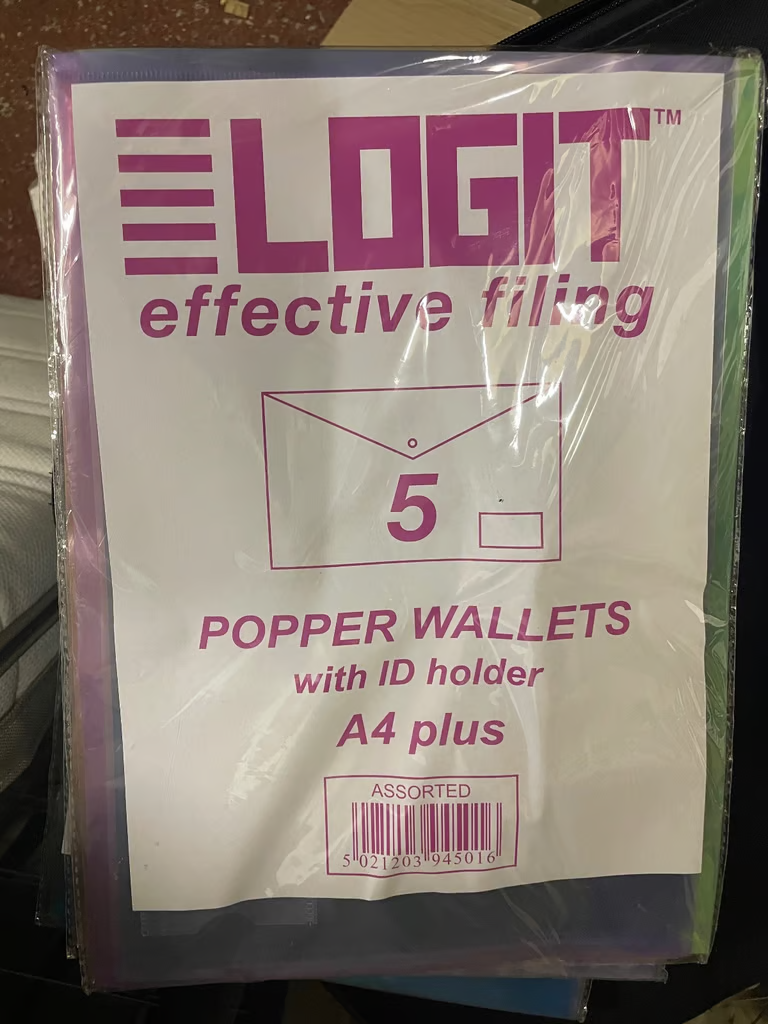 LOGIT™
effective filing
5
POPPER WALLETS
with ID holder
A4 plus
ASSORTED
5 021203 945016